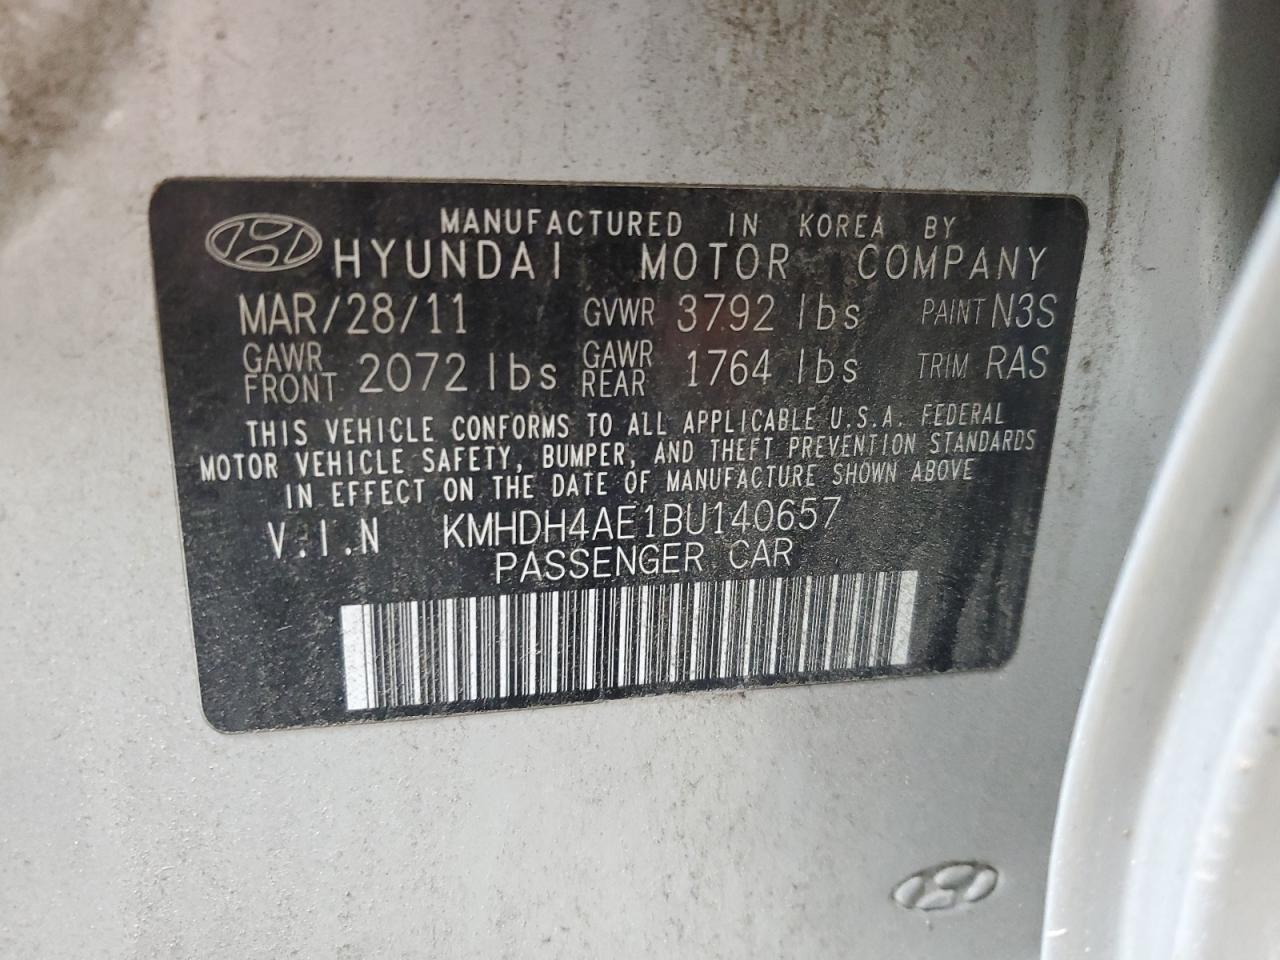 MANUFACTURED IN KOREA BY
HYUNDAI MOTOR COMPANY
MAR/28/11 GVWR 3792 lbs PAINT N3S
GAWR FRONT 2072 lbs GAWR REAR 1764 lbs TRIM RAS
THIS VEHICLE CONFORMS TO ALL APPLICABLE U.S.A. FEDERAL
MOTOR VEHICLE SAFETY, BUMPER, AND THEFT PREVENTION STANDARDS
IN EFFECT ON THE DATE OF MANUFACTURE SHOWN ABOVE
V.I.N KMHDH4AE1BU140657
PASSENGER CAR